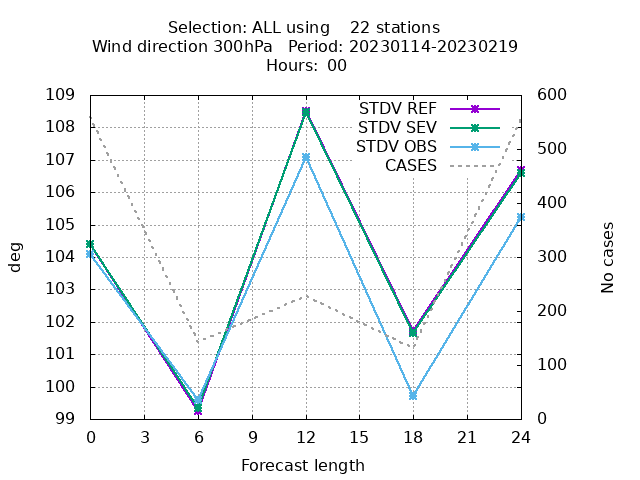 Selection: ALL using    22 stations
Wind direction 300hPa   Period: 20230114-20230219
Hours: 00
109
108
107
106
105
104
103
102
101
100
99
600
500
400
300
200
100
0
STDV REF
STDV SEV
STDV OBS
CASES
deg
No cases
0 3 6 9 12 15 18 21 24
Forecast length